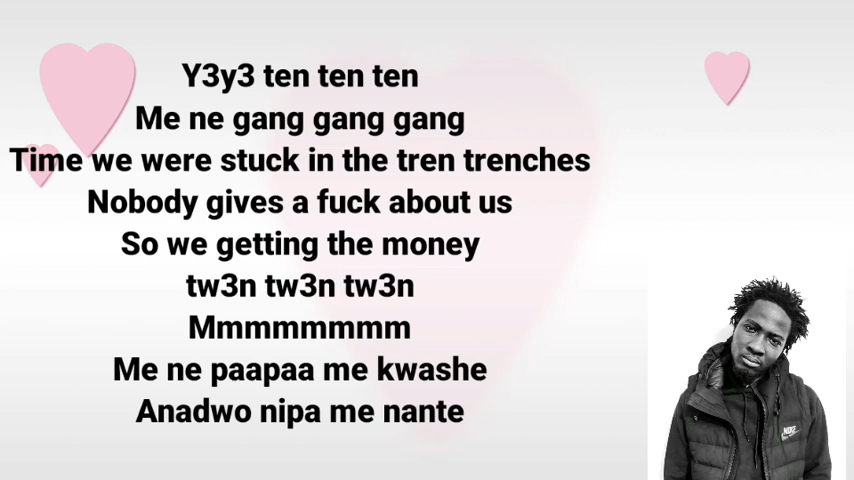 Y3y3 ten ten ten
Me ne gang gang gang
Time we were stuck in the tren trenches
Nobody gives a fuck about us
So we getting the money
tw3n tw3n tw3n
Mmmmmmmm
Me ne paapaa me kwashe
Anadwo nipa me nante
NIKE